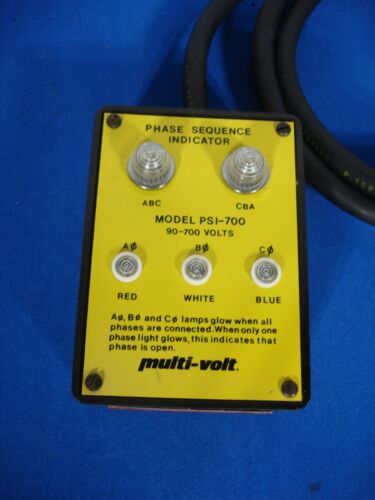 PHASE SEQUENCE
INDICATOR
ABC CBA
MODEL PSI-700
90-700 VOLTS
AØ BØ CØ
RED WHITE BLUE
AØ, BØ and CØ lamps glow when all
phases are connected. When only one
phase light glows, this indicates that
phase is open.
multi-volt